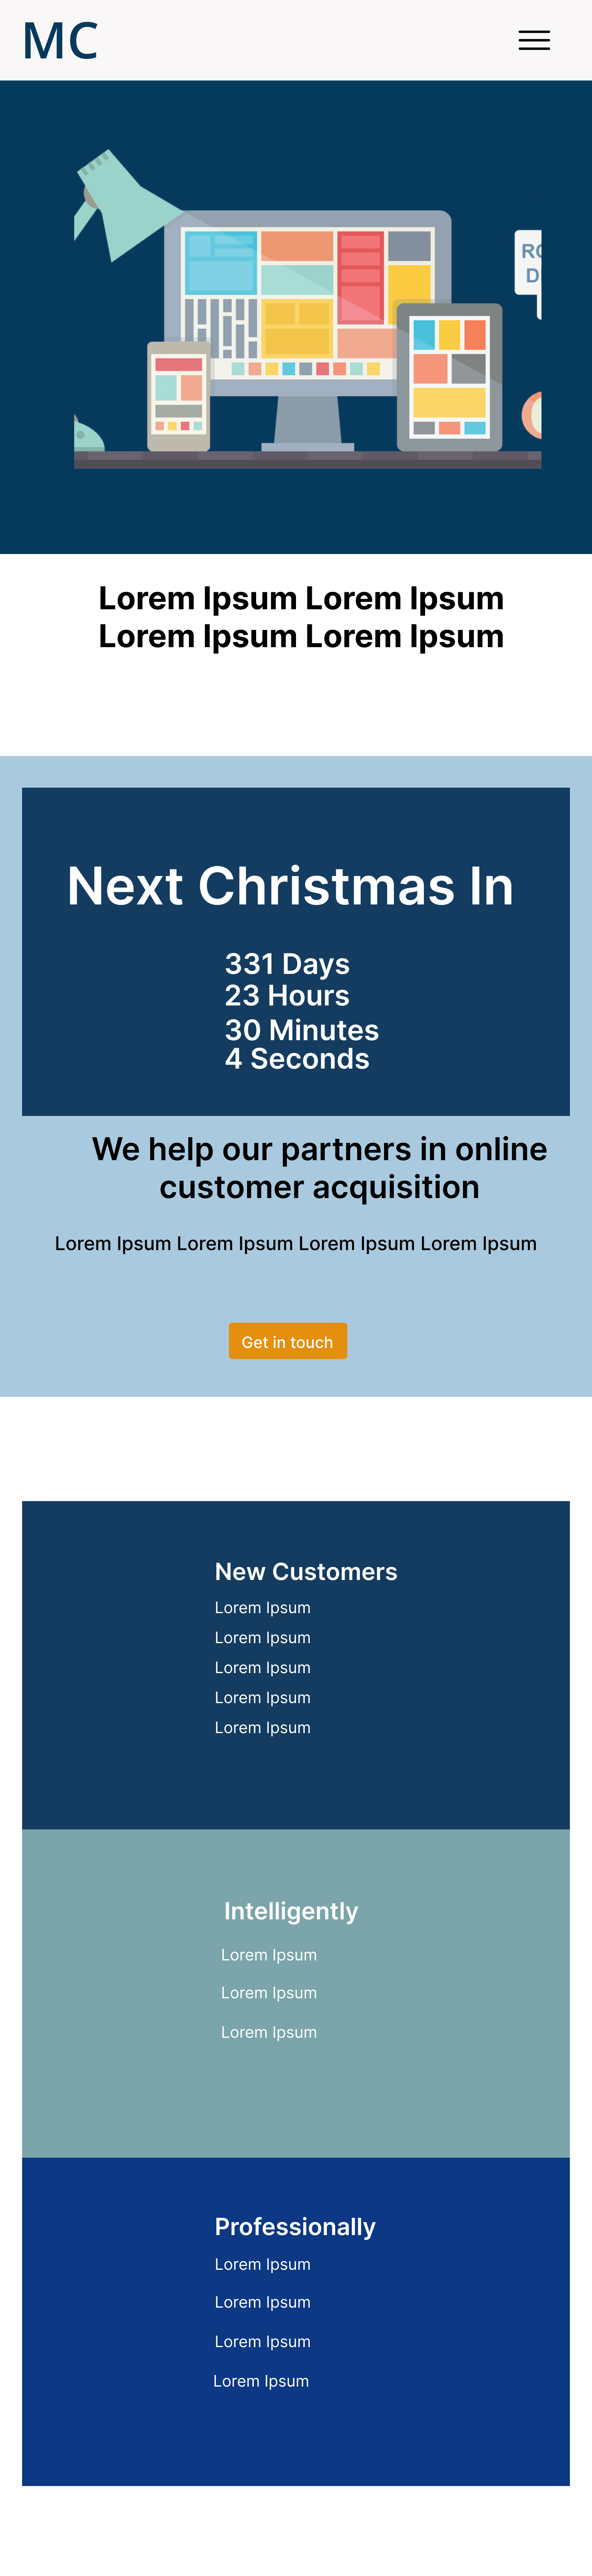 MC
Lorem Ipsum Lorem Ipsum
Lorem Ipsum Lorem Ipsum
Next Christmas In
331 Days
23 Hours
30 Minutes
4 Seconds
We help our partners in online
customer acquisition
Lorem Ipsum Lorem Ipsum Lorem Ipsum Lorem Ipsum
Get in touch
New Customers
Lorem Ipsum
Lorem Ipsum
Lorem Ipsum
Lorem Ipsum
Lorem Ipsum
Intelligently
Lorem Ipsum
Lorem Ipsum
Lorem Ipsum
Professionally
Lorem Ipsum
Lorem Ipsum
Lorem Ipsum
Lorem Ipsum